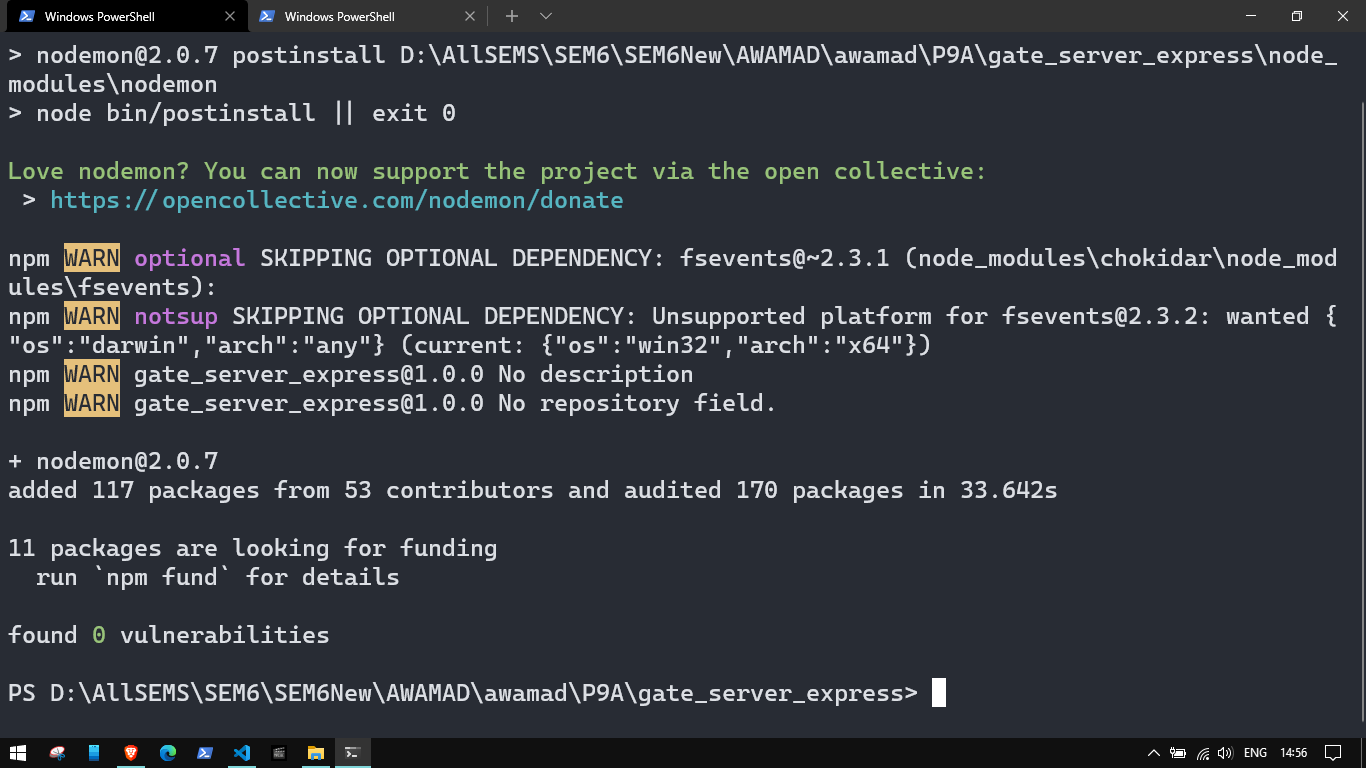 Windows PowerShell
Windows PowerShell
> nodemon@2.0.7 postinstall D:\AllSEMS\SEM6\SEM6New\AWAMAD\awamad\P9A\gate_server_express\node_
modules\nodemon
> node bin/postinstall || exit 0
Love nodemon? You can now support the project via the open collective:
> https://opencollective.com/nodemon/donate
npm WARN optional SKIPPING OPTIONAL DEPENDENCY: fsevents@~2.3.1 (node_modules\chokidar\node_mod
ules\fsevents):
npm WARN notsup SKIPPING OPTIONAL DEPENDENCY: Unsupported platform for fsevents@2.3.2: wanted {
"os":"darwin","arch":"any"} (current: {"os":"win32","arch":"x64"})
npm WARN gate_server_express@1.0.0 No description
npm WARN gate_server_express@1.0.0 No repository field.
+ nodemon@2.0.7
added 117 packages from 53 contributors and audited 170 packages in 33.642s
11 packages are looking for funding
run `npm fund` for details
found 0 vulnerabilities
PS D:\AllSEMS\SEM6\SEM6New\AWAMAD\awamad\P9A\gate_server_express>
ENG
14:56